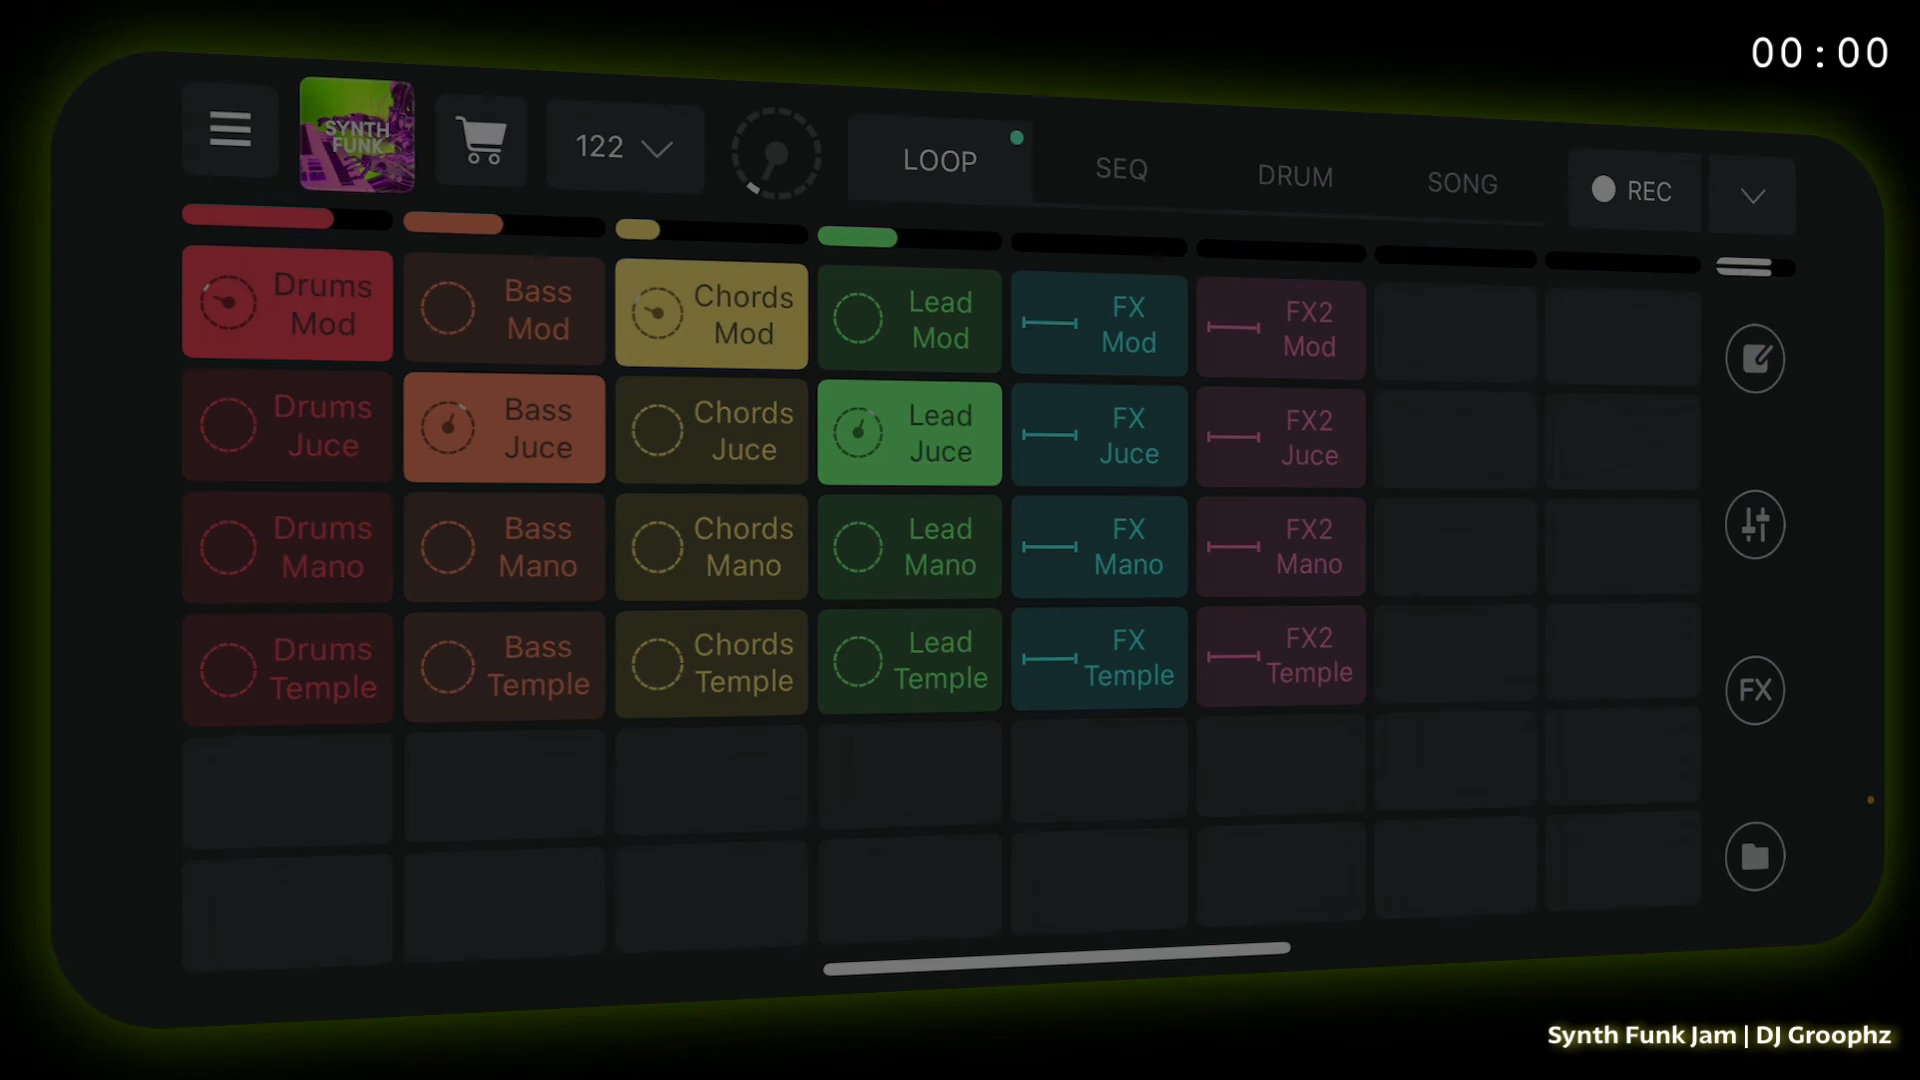 00:00
SYNTH
FUNK
122
LOOP
SEQ
DRUM
SONG
REC
Drums
Mod
Bass
Mod
Chords
Mod
Lead
Mod
FX
Mod
FX2
Mod
Drums
Juce
Bass
Juce
Chords
Juce
Lead
Juce
FX
Juce
FX2
Juce
Drums
Mano
Bass
Mano
Chords
Mano
Lead
Mano
FX
Mano
FX2
Mano
Drums
Temple
Bass
Temple
Chords
Temple
Lead
Temple
FX
Temple
FX2
Temple
FX
Synth Funk Jam | DJ Groophz